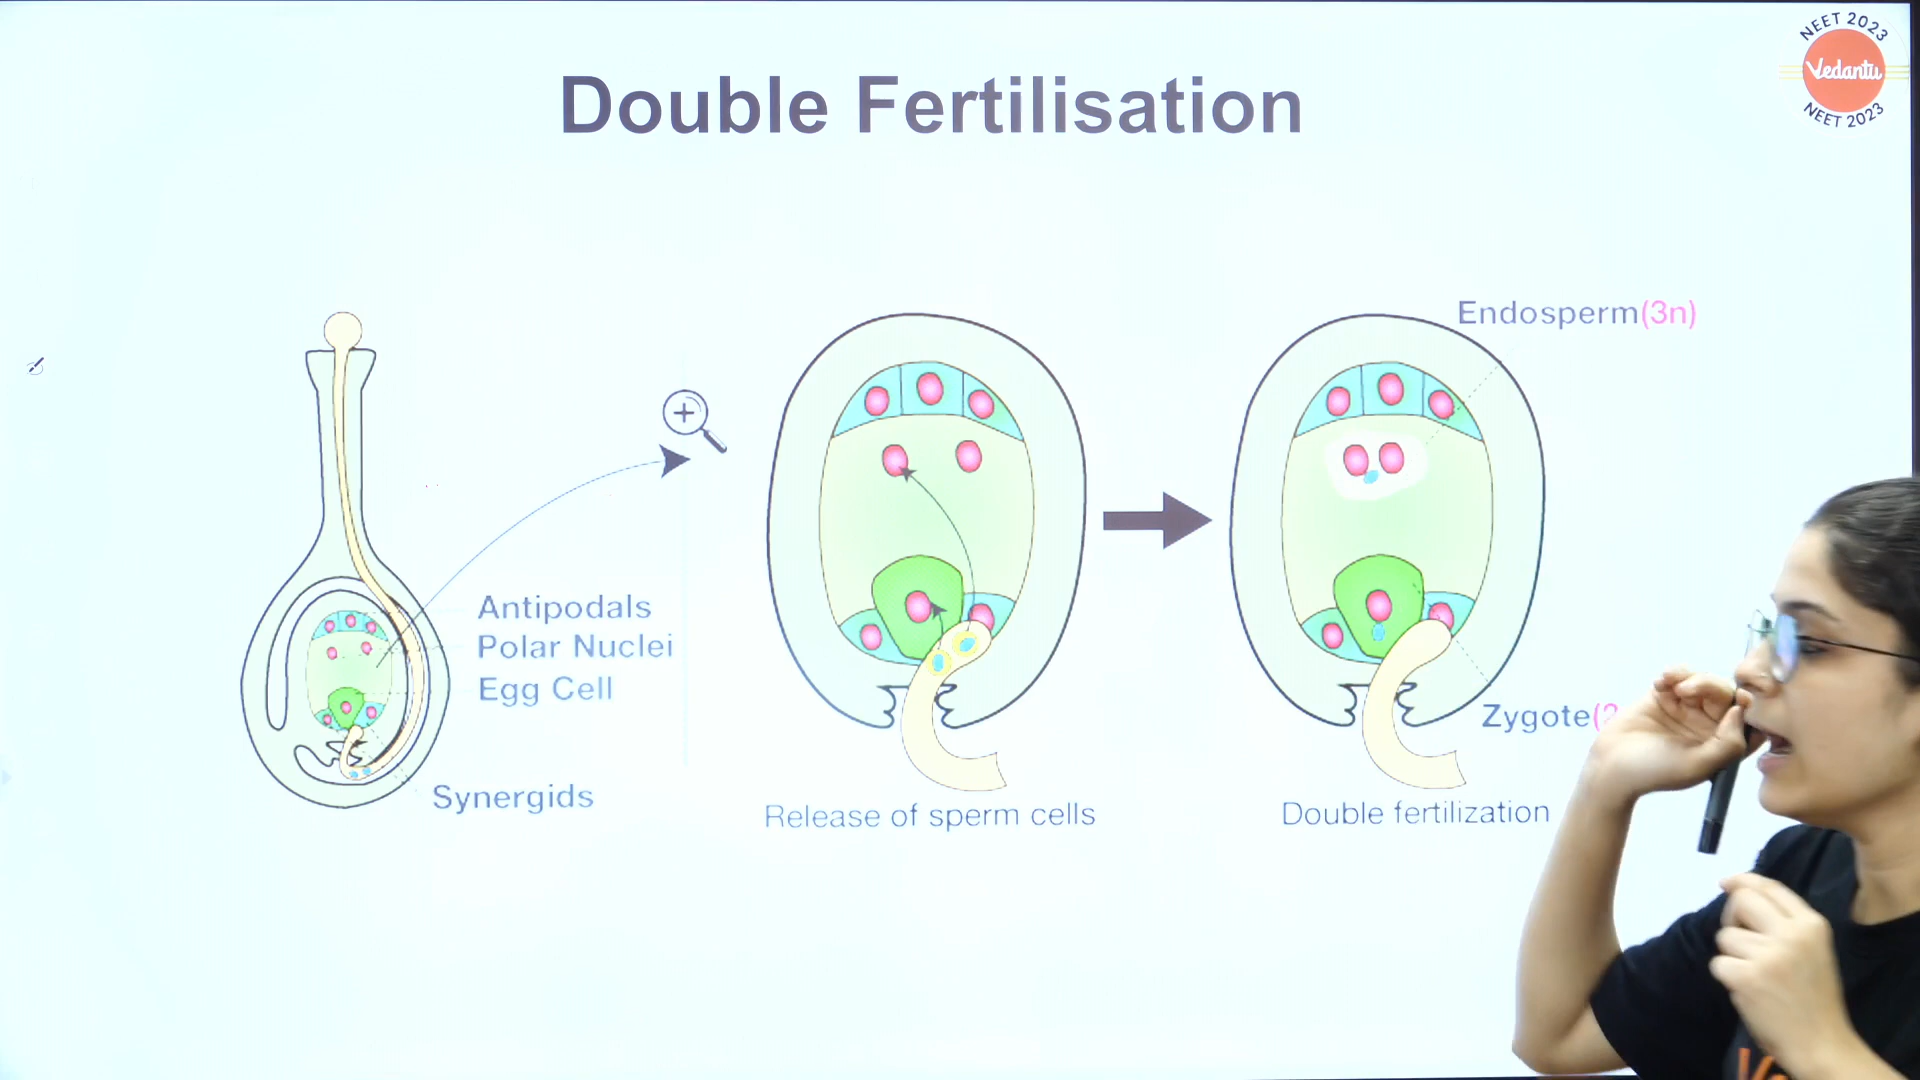 NEET 2023
Vedantu
NEET 2023
Double Fertilisation
Endosperm(3n)
Antipodals
Polar Nuclei
Egg Cell
Synergids
Zygote(2
Release of sperm cells
Double fertilization